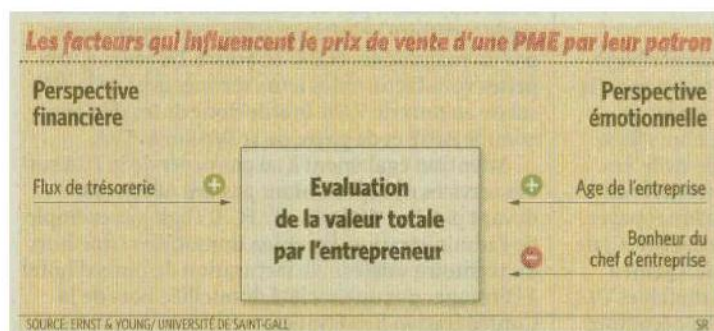 Les facteurs qui influencent le prix de vente d'une PME par leur patron
Perspective
financière
Perspective
émotionnelle
Flux de trésorerie
+
Evaluation
de la valeur totale
par l'entrepreneur
+
Age de l'entreprise
−
Bonheur du
chef d'entreprise
SOURCE: ERNST & YOUNG/ UNIVERSITÉ DE SAINT-GALL
SR